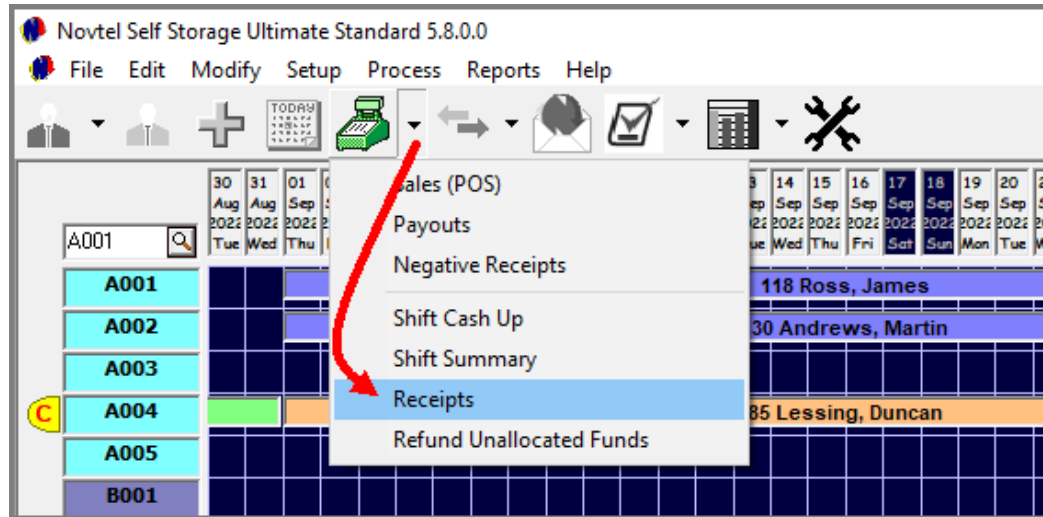 Novtel Self Storage Ultimate Standard 5.8.0.0
File Edit Modify Setup Process Reports Help
TODAY
Sales (POS)
Payouts
Negative Receipts
Shift Cash Up
Shift Summary
Receipts
Refund Unallocated Funds
30 31 01 14 15 16 17 18 19 20
Aug Aug Sep Sep Sep Sep Sep Sep Sep Sep
2022 2022 2022 2022 2022 2022 2022 2022 2022 2022
Tue Wed Thu Wed Thu Fri Sat Sun Mon Tue
A001
A001 118 Ross, James
A002 30 Andrews, Martin
A003
C A004 85 Lessing, Duncan
A005
B001